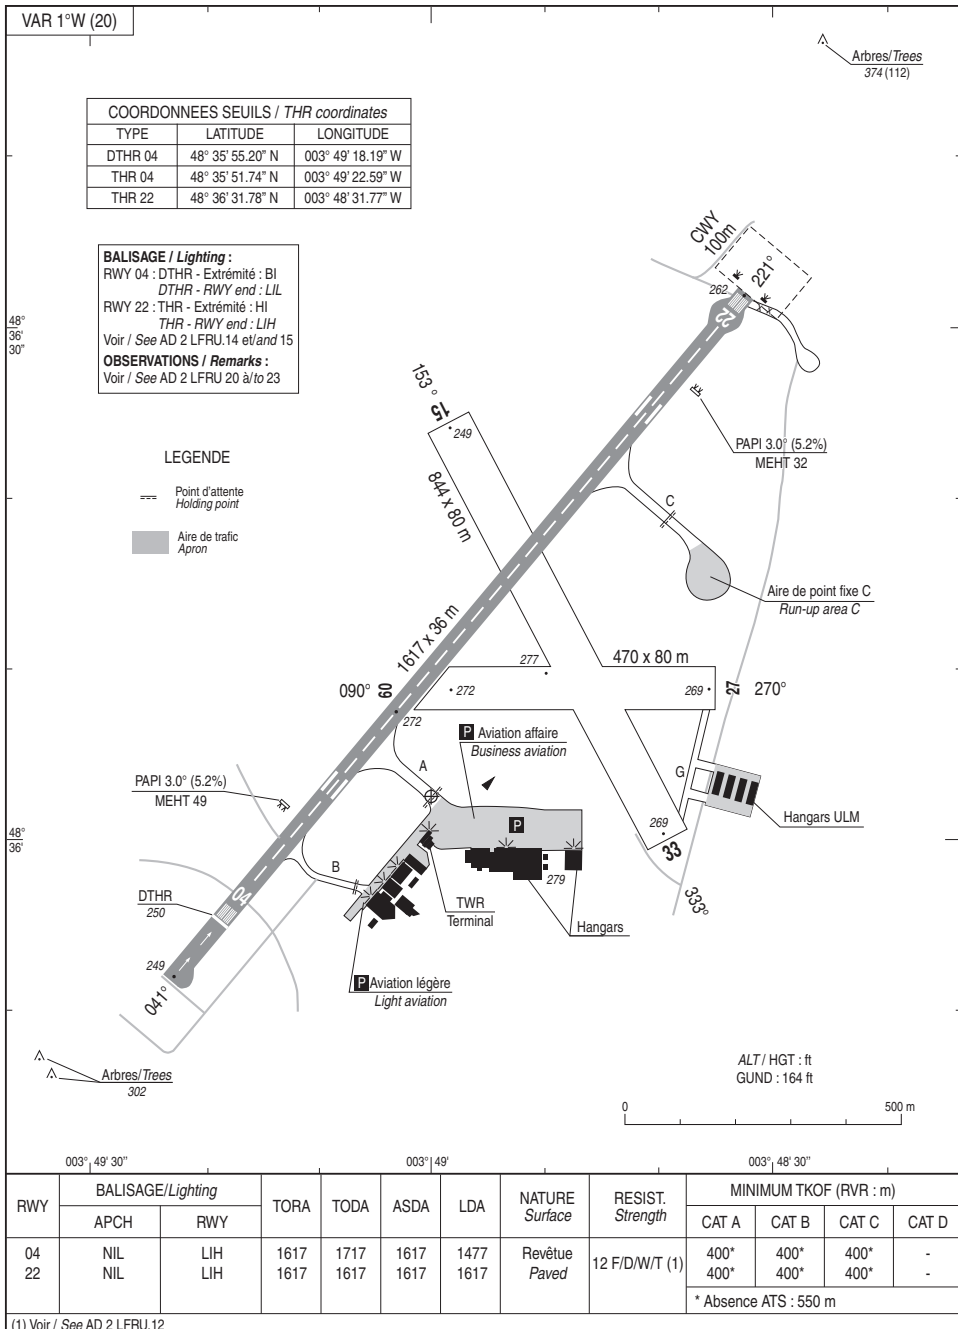 VAR 1°W (20)
Arbres/Trees
374 (112)
COORDONNEES SEUILS / THR coordinates
TYPE LATITUDE LONGITUDE
DTHR 04 48° 35' 55.20" N 003° 49' 18.19" W
THR 04 48° 35' 51.74" N 003° 49' 22.59" W
THR 22 48° 36' 31.78" N 003° 48' 31.77" W
CWY
100m
221°
262
22
BALISAGE / Lighting :
RWY 04 : DTHR - Extrémité : BI
DTHR - RWY end : LIL
RWY 22 : THR - Extrémité : HI
THR - RWY end : LIH
Voir / See AD 2 LFRU.14 et/and 15
OBSERVATIONS / Remarks :
Voir / See AD 2 LFRU 20 à/to 23
48°
36'
30"
153°
15
249
844 x 80 m
PAPI 3.0° (5.2%)
MEHT 32
LEGENDE
Point d'attente
Holding point
Aire de trafic
Apron
C
Aire de point fixe C
Run-up area C
1617 x 36 m
277
470 x 80 m
090°
09
272
269
27
270°
272
P Aviation affaire
Business aviation
A
G
PAPI 3.0° (5.2%)
MEHT 49
Hangars ULM
P
269
33
48°
36'
B
279
333°
DTHR
250
04
TWR
Terminal
Hangars
249
041°
P Aviation légère
Light aviation
Arbres/Trees
302
ALT / HGT : ft
GUND : 164 ft
0 500 m
003° 49' 30" 003° 49' 003° 48' 30"
RWY BALISAGE/Lighting TORA TODA ASDA LDA NATURE Surface RESIST. Strength MINIMUM TKOF (RVR : m)
APCH RWY CAT A CAT B CAT C CAT D
04 NIL LIH 1617 1717 1617 1477 Revêtue 12 F/D/W/T (1) 400* 400* 400* -
22 NIL LIH 1617 1617 1617 1617 Paved 400* 400* 400* -
* Absence ATS : 550 m
(1) Voir / See AD 2 LFRU.12